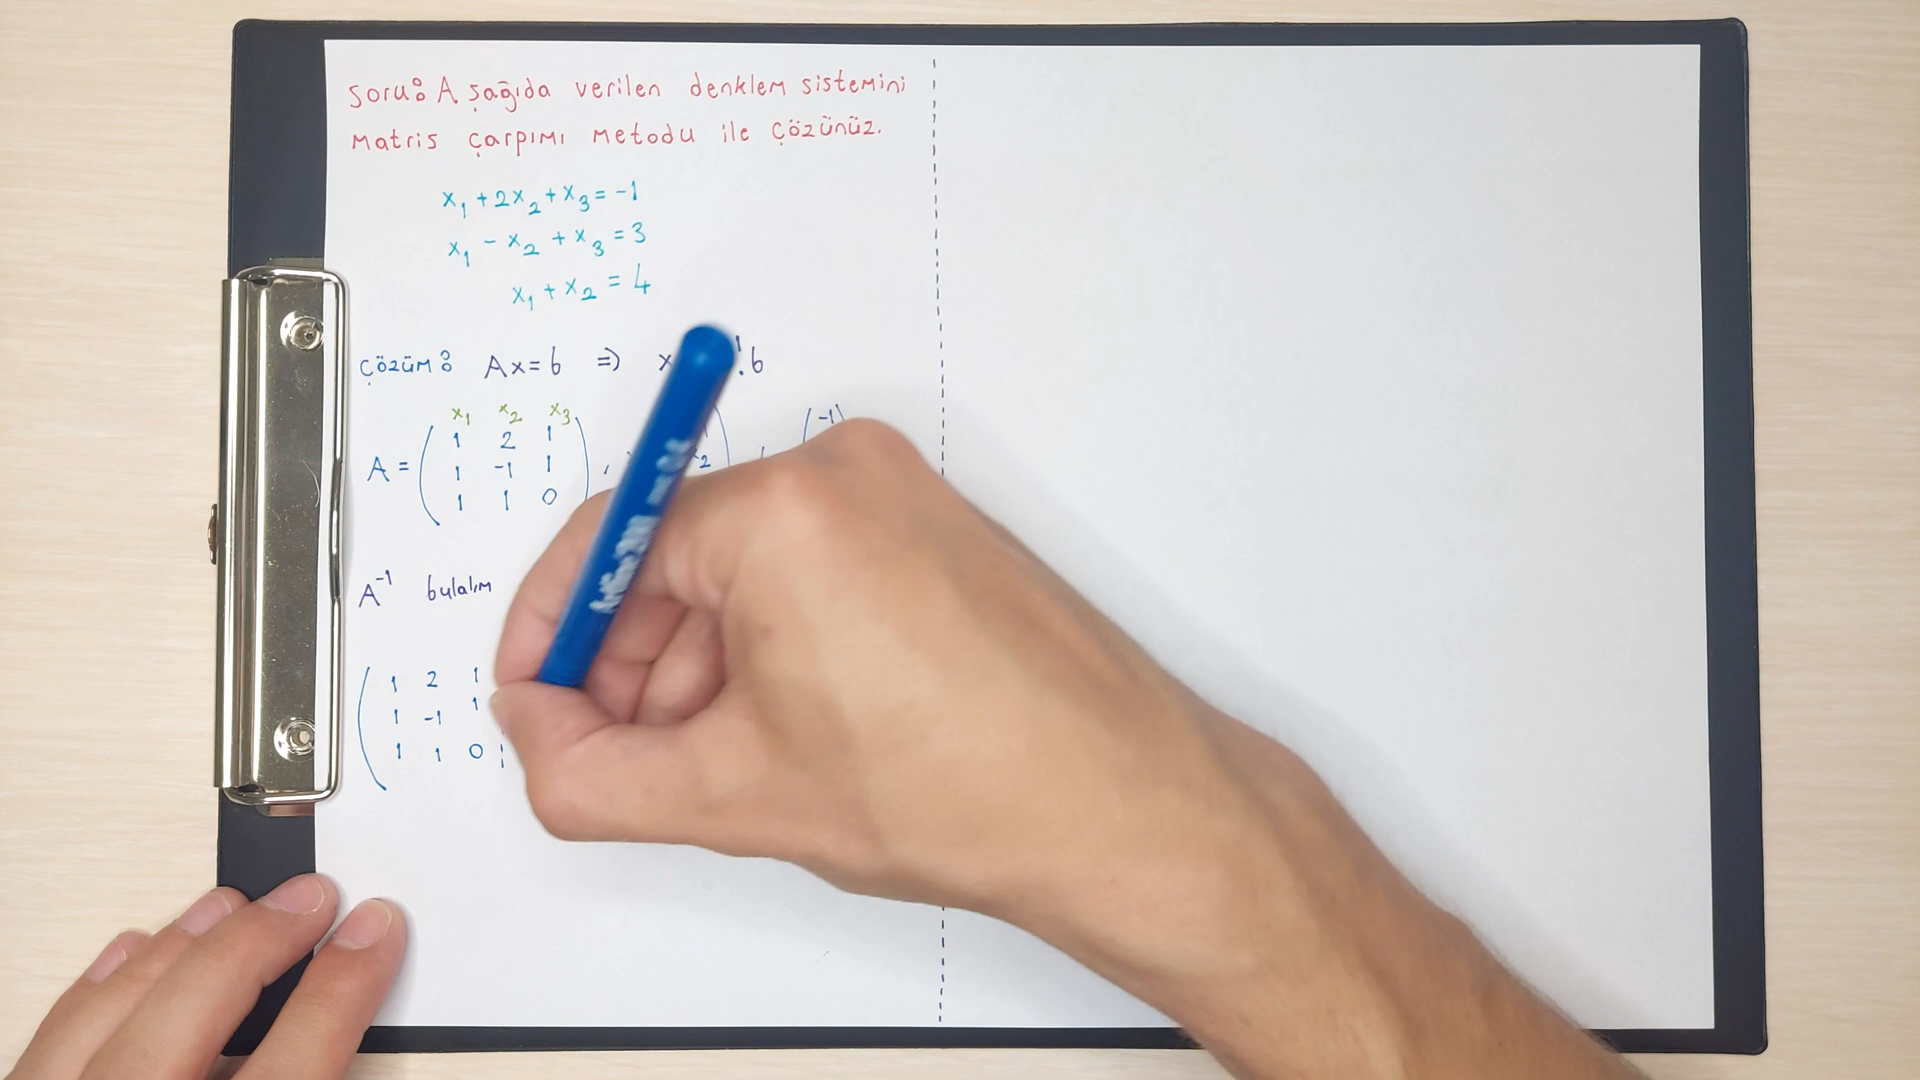 Soru: Aşağıda verilen denklem sistemini
Matris çarpımı metodu ile çözünüz.
x₁ + 2x₂ + x₃ = -1
x₁ - x₂ + x₃ = 3
x₁ + x₂ = 4
Çözüm: Ax = b ⇒ x .b
x₁ x₂ x₃
1 2 1 (-1)
A = 1 -1 1 ,
1 1 0
A⁻¹ bulalım
1 2 1
1 -1 1
1 1 0